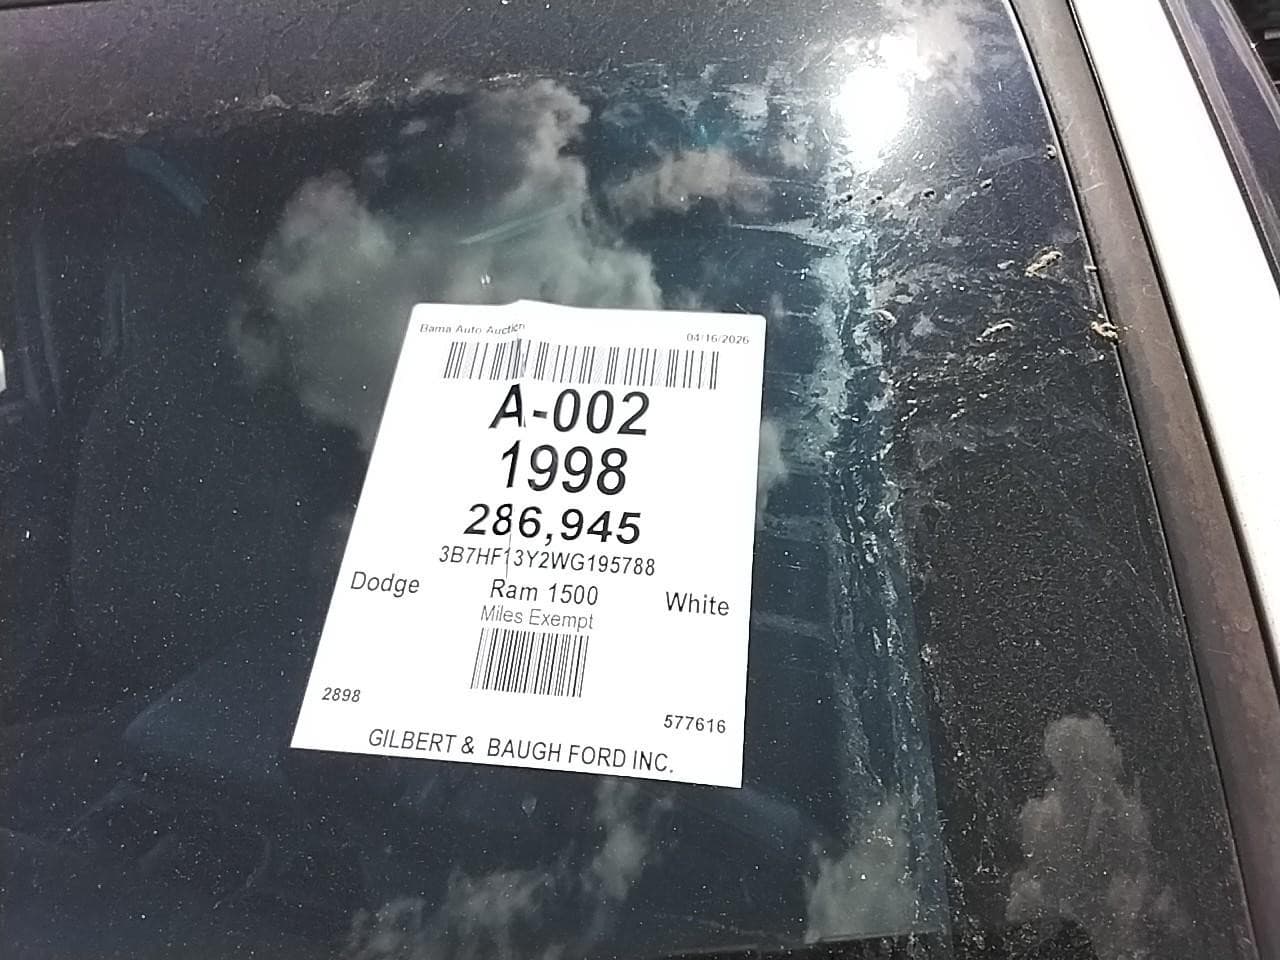 Bama Auto Auction 04/16/2026
A-002
1998
286,945
3B7HF13Y2WG195788
Dodge Ram 1500 White
Miles Exempt
2898 577616
GILBERT & BAUGH FORD INC.